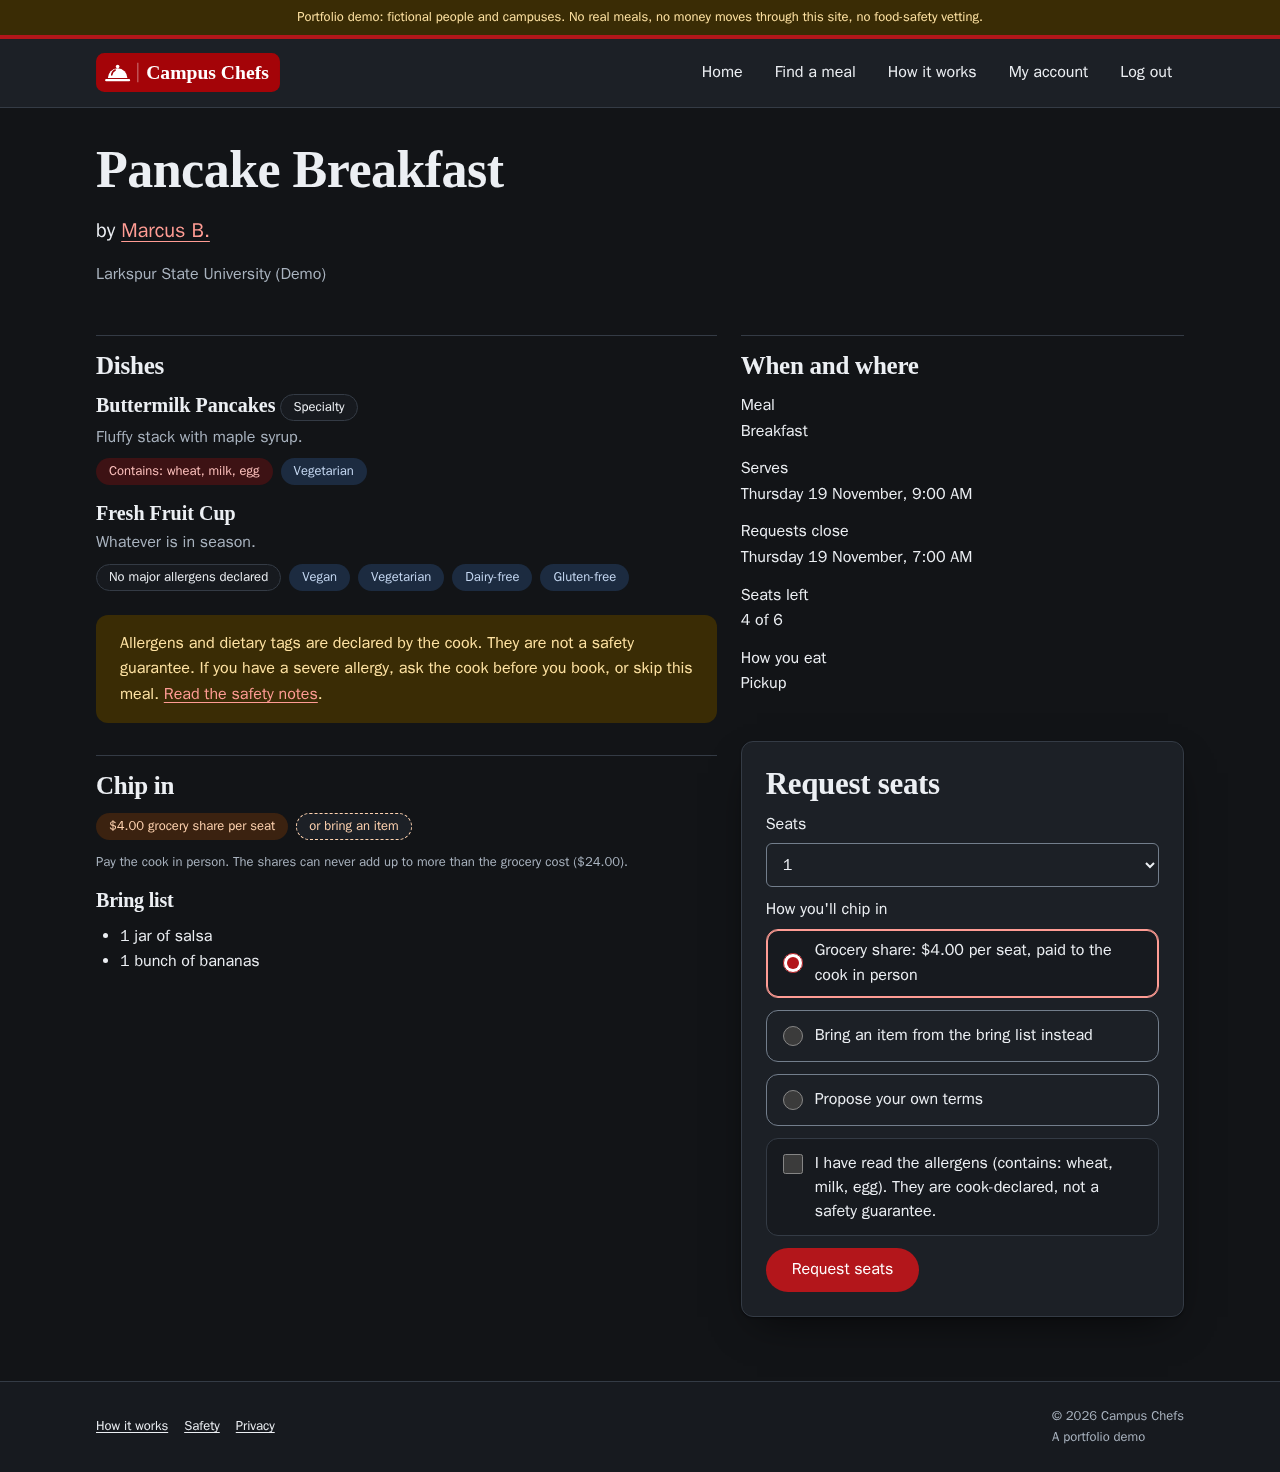 Portfolio demo: fictional people and campuses. No real meals, no money moves through this site, no food-safety vetting.
Campus Chefs
Home
Find a meal
How it works
My account
Log out
Pancake Breakfast
by Marcus B.
Larkspur State University (Demo)
Dishes
Buttermilk Pancakes Specialty
Fluffy stack with maple syrup.
Contains: wheat, milk, egg
Vegetarian
Fresh Fruit Cup
Whatever is in season.
No major allergens declared
Vegan
Vegetarian
Dairy-free
Gluten-free
Allergens and dietary tags are declared by the cook. They are not a safety
guarantee. If you have a severe allergy, ask the cook before you book, or skip this
meal. Read the safety notes.
Chip in
$4.00 grocery share per seat
or bring an item
Pay the cook in person. The shares can never add up to more than the grocery cost ($24.00).
Bring list
1 jar of salsa
1 bunch of bananas
When and where
Meal
Breakfast
Serves
Thursday 19 November, 9:00 AM
Requests close
Thursday 19 November, 7:00 AM
Seats left
4 of 6
How you eat
Pickup
Request seats
Seats
1
How you'll chip in
Grocery share: $4.00 per seat, paid to the
cook in person
Bring an item from the bring list instead
Propose your own terms
I have read the allergens (contains: wheat,
milk, egg). They are cook-declared, not a
safety guarantee.
Request seats
How it works
Safety
Privacy
© 2026 Campus Chefs
A portfolio demo